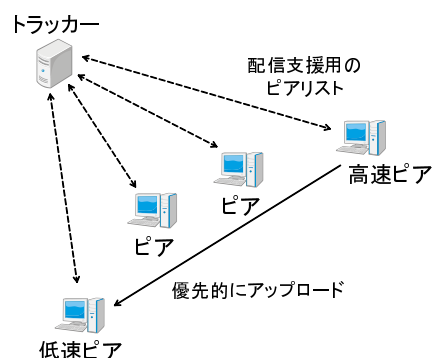 トラッカー
配信支援用の
ピアリスト
高速ピア
ピア
ピア
優先的にアップロード
低速ピア